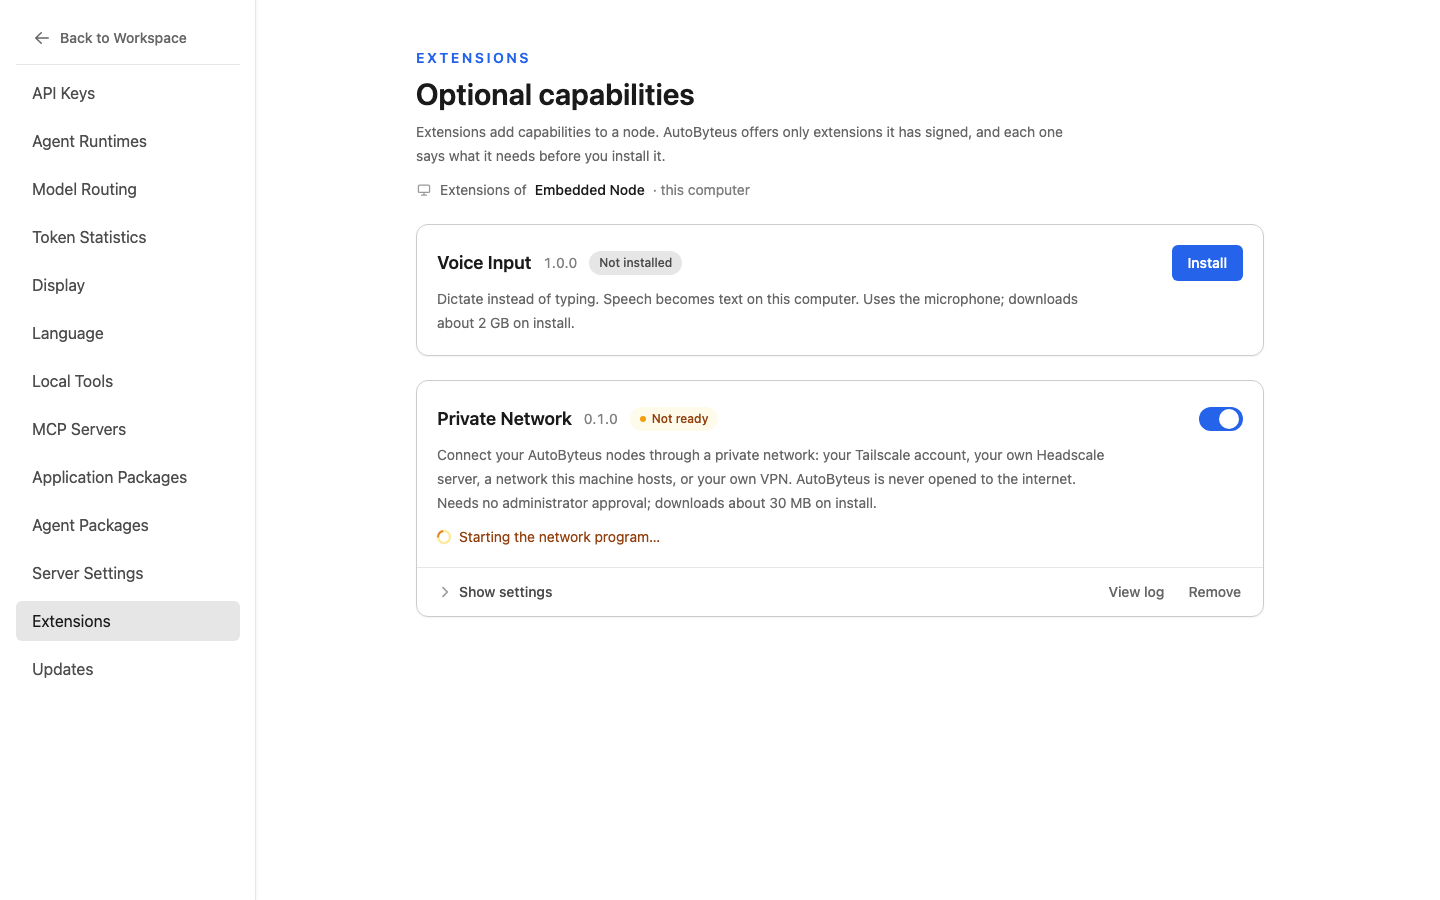 Back to Workspace
API Keys
Agent Runtimes
Model Routing
Token Statistics
Display
Language
Local Tools
MCP Servers
Application Packages
Agent Packages
Server Settings
Extensions
Updates
EXTENSIONS
Optional capabilities
Extensions add capabilities to a node. AutoByteus offers only extensions it has signed, and each one
says what it needs before you install it.
Extensions of Embedded Node · this computer
Voice Input 1.0.0 Not installed
Install
Dictate instead of typing. Speech becomes text on this computer. Uses the microphone; downloads
about 2 GB on install.
Private Network 0.1.0 Not ready
Connect your AutoByteus nodes through a private network: your Tailscale account, your own Headscale
server, a network this machine hosts, or your own VPN. AutoByteus is never opened to the internet.
Needs no administrator approval; downloads about 30 MB on install.
Starting the network program…
Show settings
View log
Remove